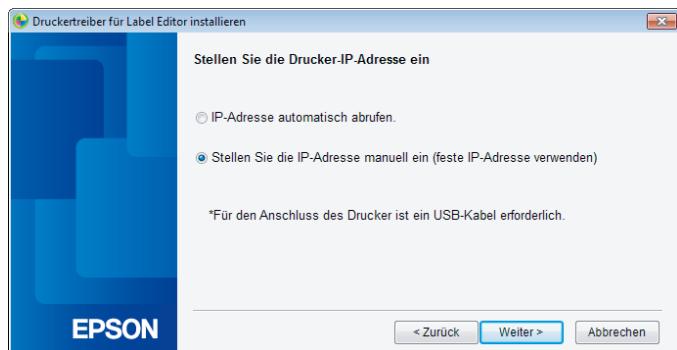 Druckertreiber für Label Editor installieren
Stellen Sie die Drucker-IP-Adresse ein
IP-Adresse automatisch abrufen.
Stellen Sie die IP-Adresse manuell ein (feste IP-Adresse verwenden)
*Für den Anschluss des Drucker ist ein USB-Kabel erforderlich.
EPSON
< Zurück
Weiter >
Abbrechen